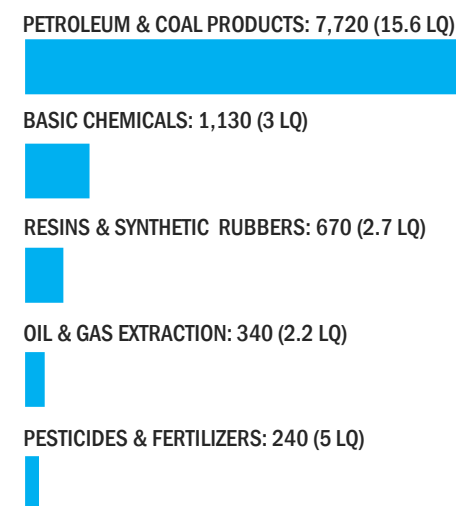 PETROLEUM & COAL PRODUCTS: 7,720 (15.6 LQ)
BASIC CHEMICALS: 1,130 (3 LQ)
RESINS & SYNTHETIC RUBBERS: 670 (2.7 LQ)
OIL & GAS EXTRACTION: 340 (2.2 LQ)
PESTICIDES & FERTILIZERS: 240 (5 LQ)